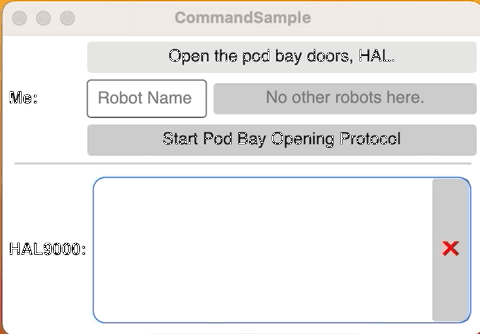 CommandSample
Open the pod bay doors, HAL.
Me:
Robot Name
No other robots here.
Start Pod Bay Opening Protocol
HAL9000: